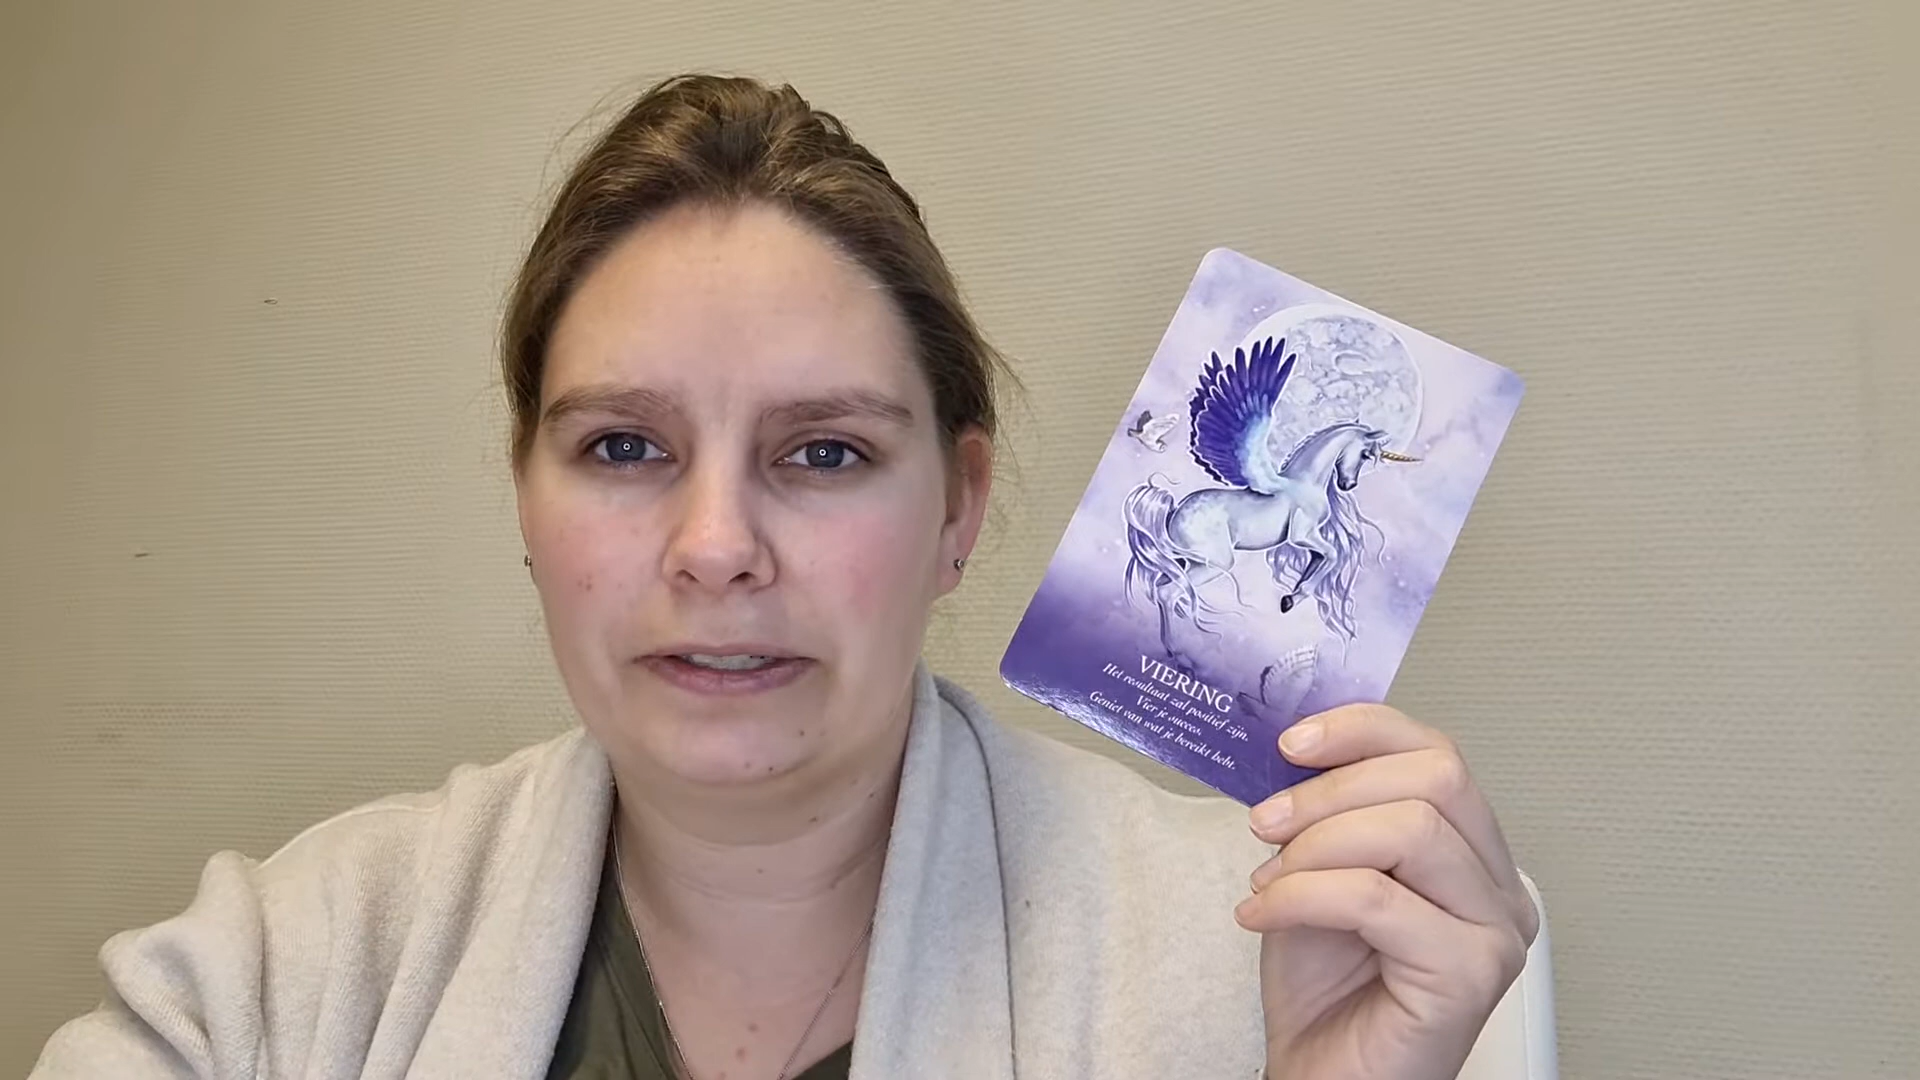 VIERING
Het resultaat zal positief zijn.
Vier je succes.
Geniet van wat je bereikt hebt.